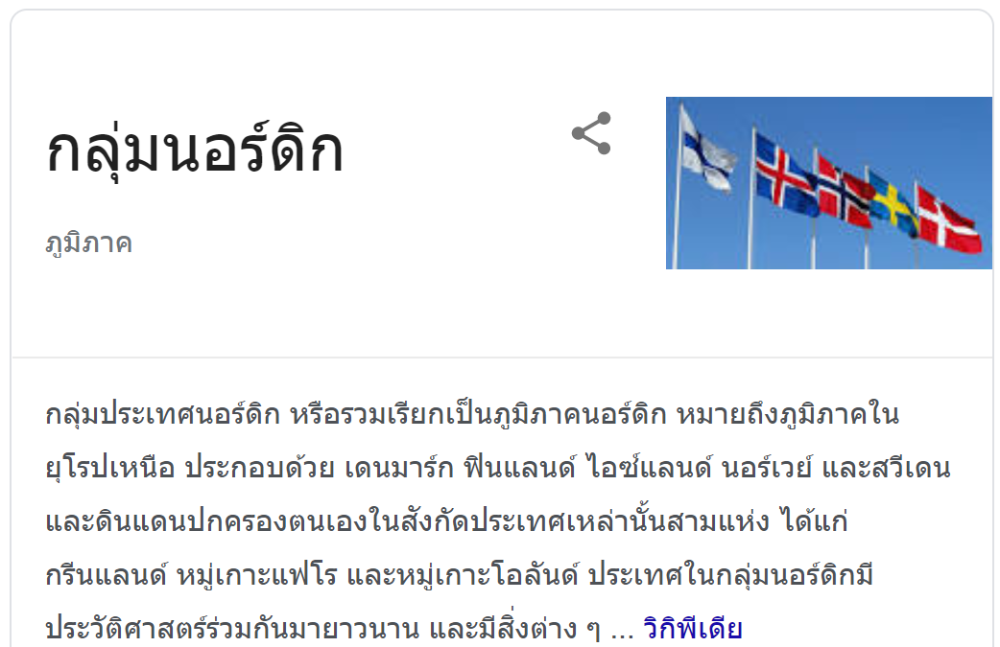 กลุ่มนอร์ดิก
ภูมิภาค
กลุ่มประเทศนอร์ดิก หรือรวมเรียกเป็นภูมิภาคนอร์ดิก หมายถึงภูมิภาคใน
ยุโรปเหนือ ประกอบด้วย เดนมาร์ก ฟินแลนด์ ไอซ์แลนด์ นอร์เวย์ และสวีเดน
และดินแดนปกครองตนเองในสังกัดประเทศเหล่านั้นสามแห่ง ได้แก่
กรีนแลนด์ หมู่เกาะแฟโร และหมู่เกาะโอลันด์ ประเทศในกลุ่มนอร์ดิกมี
ประวัติศาสตร์ร่วมกันมายาวนาน และมีสิ่งต่าง ๆ ... วิกิพีเดีย